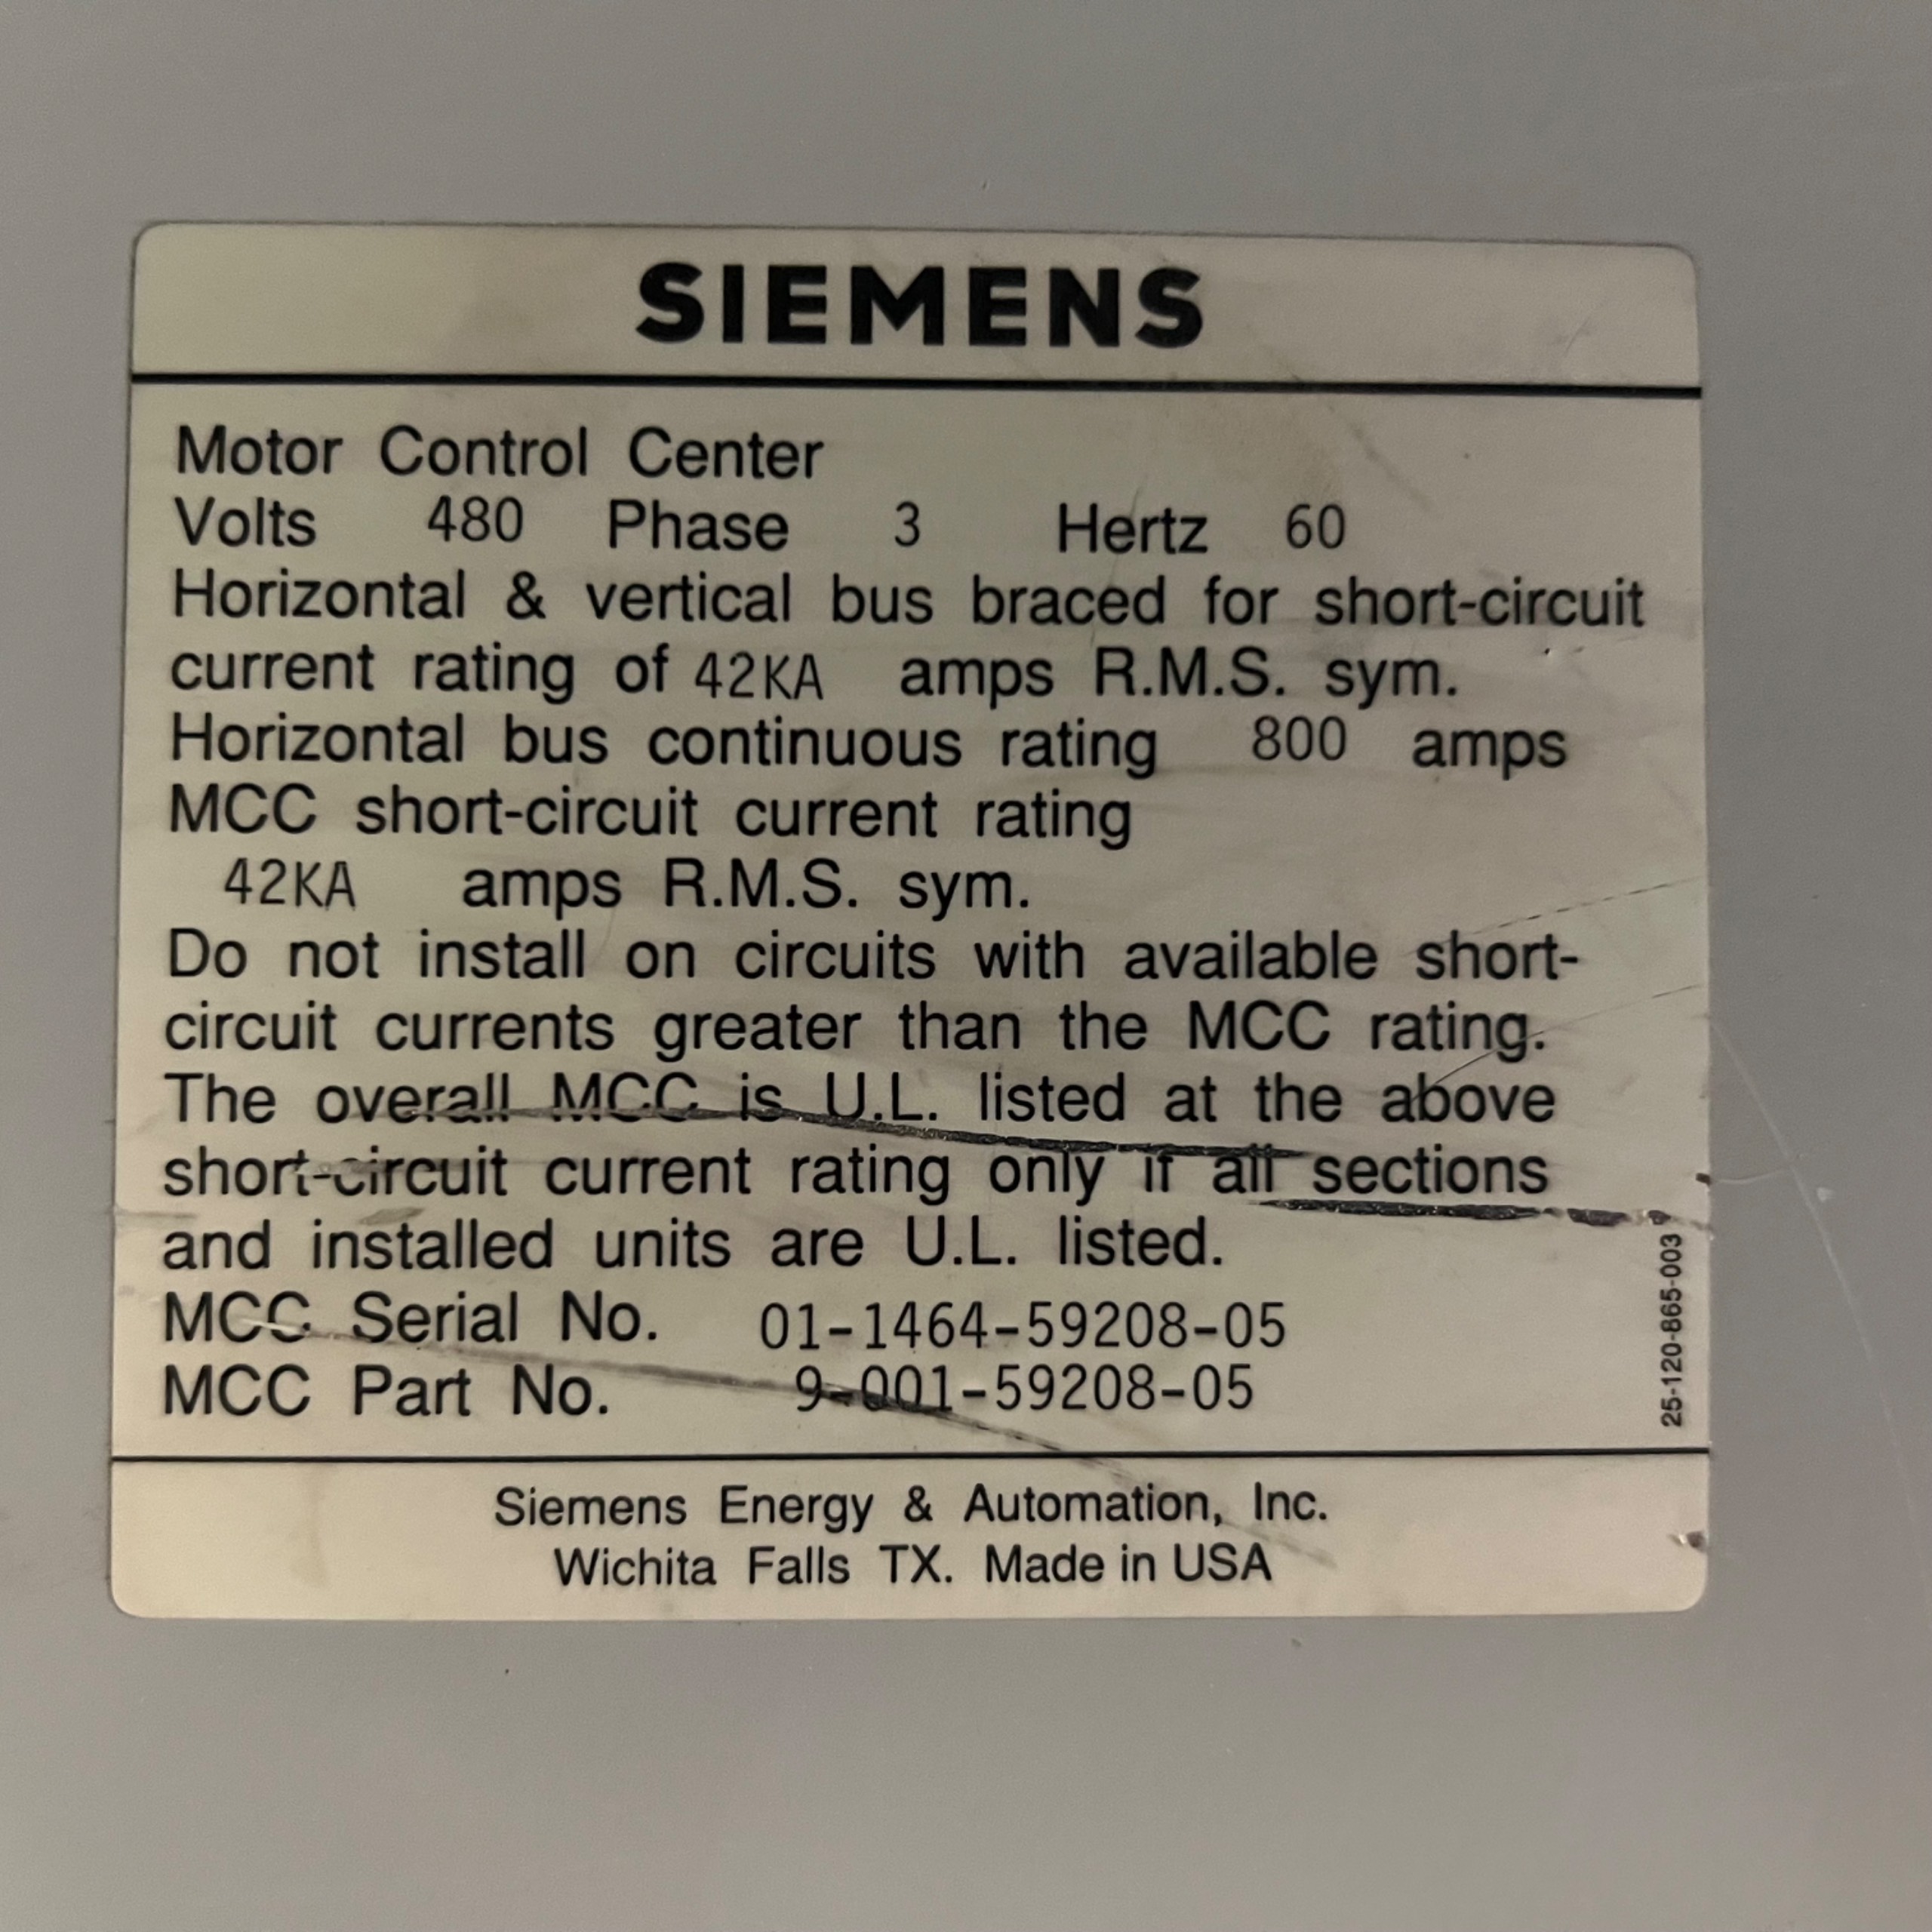 SIEMENS
Motor Control Center
Volts 480 Phase 3 Hertz 60
Horizontal & vertical bus braced for short-circuit
current rating of 42KA amps R.M.S. sym.
Horizontal bus continuous rating 800 amps
MCC short-circuit current rating
42KA amps R.M.S. sym.
Do not install on circuits with available short-
circuit currents greater than the MCC rating.
The overall MCC is U.L. listed at the above
short-circuit current rating only if all sections
and installed units are U.L. listed.
MCC Serial No. 01-1464-59208-05
MCC Part No. 9-001-59208-05
25-120-865-003
Siemens Energy & Automation, Inc.
Wichita Falls TX. Made in USA